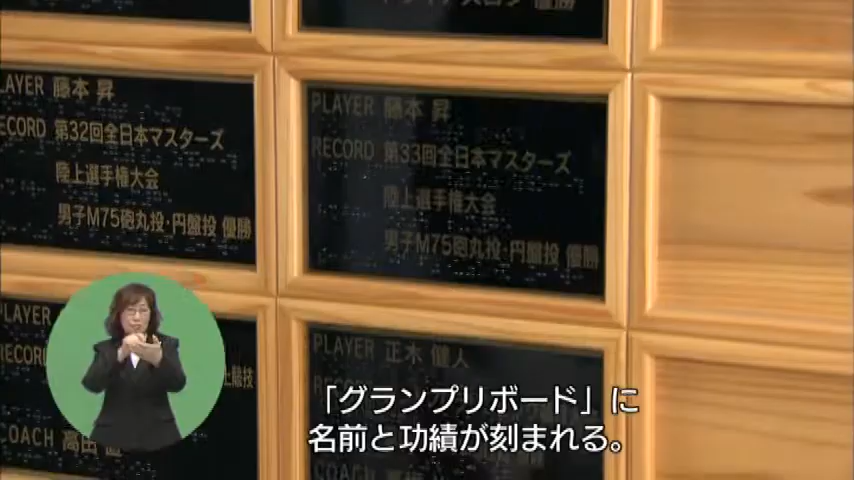 優勝
PLAYER 藤本 昇
RECORD 第32回全日本マスターズ
陸上選手権大会
男子M75砲丸投・円盤投 優勝
PLAYER 藤本 昇
RECORD 第33回全日本マスターズ
陸上選手権大会
男子M75砲丸投・円盤投 優勝
PLAYER
RECORD
COACH
PLAYER 正木 健人
COACH
「グランプリボード」に
名前と功績が刻まれる。